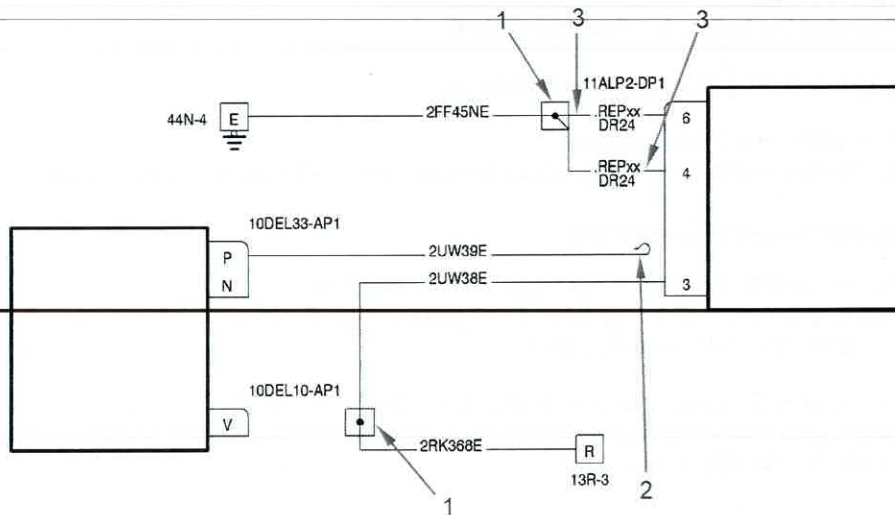 1 3 3
11ALP2-DP1
44N-4 E 2FF45NE .REPxx 6
DR24
.REPxx 4
DR24
10DEL33-AP1
P 2UW39E
N 2UW38E 3
10DEL10-AP1
V
2RK368E R
13R-3
2
1